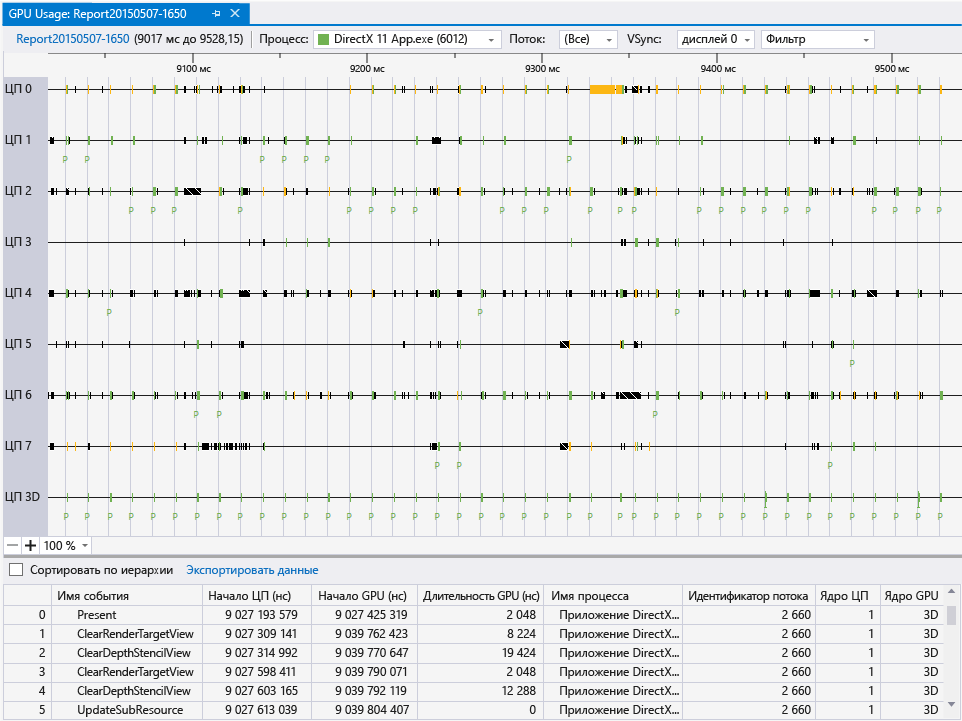 GPU Usage: Report20150507-1650
Report20150507-1650 (9017 мс до 9528,15) Процесс: DirectX 11 App.exe (6012) Поток: (Все) VSync: дисплей 0 Фильтр
9100 мс 9200 мс 9300 мс 9400 мс 9500 мс
ЦП 0
ЦП 1
P P P P P P P
ЦП 2
P P P P P P P P P P P P P P P P P P P P P P P P
ЦП 3
ЦП 4
P P P
ЦП 5
P
ЦП 6
P P P
ЦП 7
P P P
ЦП 3D
P P P P P P P P P P P P P P P P P P P P P P P P P P P P P P P P P P P P P P P P P
100 %
Сортировать по иерархии Экспортировать данные
Имя события Начало ЦП (нс) Начало GPU (нс) Длительность GPU (нс) Имя процесса Идентификатор потока Ядро ЦП Ядро GPU
0 Present 9 027 193 579 9 027 425 319 2 048 Приложение DirectX... 2 660 1 3D
1 ClearRenderTargetView 9 027 309 141 9 039 762 423 8 224 Приложение DirectX... 2 660 1 3D
2 ClearDepthStencilView 9 027 314 992 9 039 770 647 19 424 Приложение DirectX... 2 660 1 3D
3 ClearRenderTargetView 9 027 598 411 9 039 790 071 2 048 Приложение DirectX... 2 660 1 3D
4 ClearDepthStencilView 9 027 603 165 9 039 792 119 12 288 Приложение DirectX... 2 660 1 3D
5 UpdateSubResource 9 027 613 039 9 039 804 407 0 Приложение DirectX... 2 660 1 3D